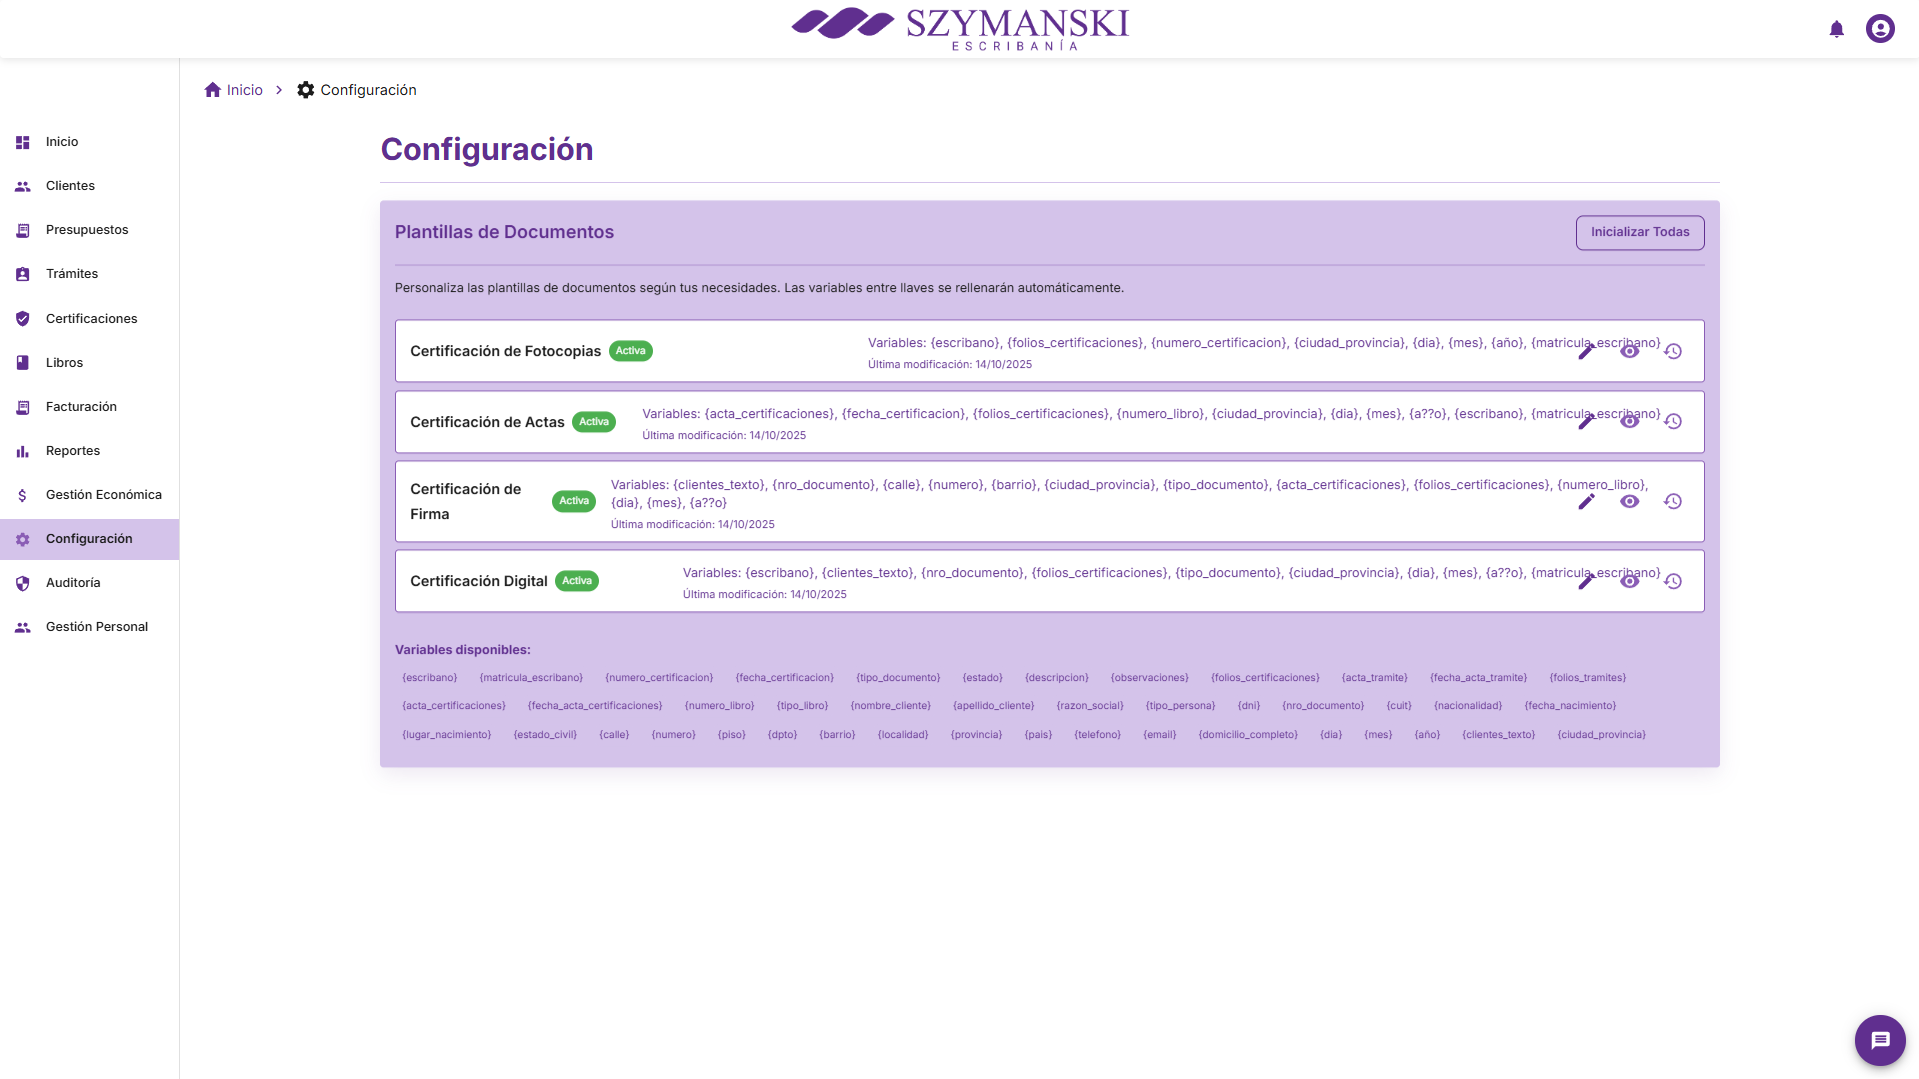 SZYMANSKI
ESCRIBANÍA
Inicio
Configuración
Inicio
Clientes
Presupuestos
Trámites
Certificaciones
Libros
Facturación
Reportes
Gestión Económica
Configuración
Auditoría
Gestión Personal
Configuración
Plantillas de Documentos
Inicializar Todas
Personaliza las plantillas de documentos según tus necesidades. Las variables entre llaves se rellenarán automáticamente.
Certificación de Fotocopias Activa
Variables: {escribano}, {folios_certificaciones}, {numero_certificacion}, {ciudad_provincia}, {dia}, {mes}, {año}, {matricula_escribano}
Última modificación: 14/10/2025
Certificación de Actas Activa
Variables: {acta_certificaciones}, {fecha_certificacion}, {folios_certificaciones}, {numero_libro}, {ciudad_provincia}, {dia}, {mes}, {a??o}, {escribano}, {matricula_escribano}
Última modificación: 14/10/2025
Certificación de
Firma
Activa
Variables: {clientes_texto}, {nro_documento}, {calle}, {numero}, {barrio}, {ciudad_provincia}, {tipo_documento}, {acta_certificaciones}, {folios_certificaciones}, {numero_libro},
{dia}, {mes}, {a??o}
Última modificación: 14/10/2025
Certificación Digital Activa
Variables: {escribano}, {clientes_texto}, {nro_documento}, {folios_certificaciones}, {tipo_documento}, {ciudad_provincia}, {dia}, {mes}, {a??o}, {matricula_escribano}
Última modificación: 14/10/2025
Variables disponibles:
{escribano} {matricula_escribano} {numero_certificacion} {fecha_certificacion} {tipo_documento} {estado} {descripcion} {observaciones} {folios_certificaciones} {acta_tramite} {fecha_acta_tramite} {folios_tramites}
{acta_certificaciones} {fecha_acta_certificaciones} {numero_libro} {tipo_libro} {nombre_cliente} {apellido_cliente} {razon_social} {tipo_persona} {dni} {nro_documento} {cuit} {nacionalidad} {fecha_nacimiento}
{lugar_nacimiento} {estado_civil} {calle} {numero} {piso} {dpto} {barrio} {localidad} {provincia} {pais} {telefono} {email} {domicilio_completo} {dia} {mes} {año} {clientes_texto} {ciudad_provincia}